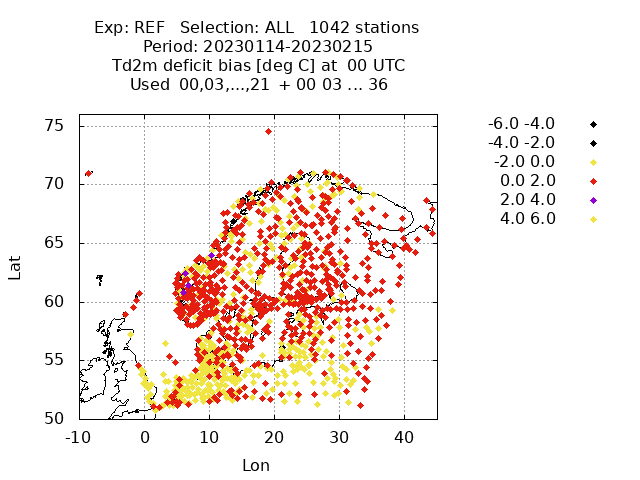 Exp: REF   Selection: ALL   1042 stations
Period: 20230114-20230215
Td2m deficit bias [deg C] at  00 UTC
Used  00,03,...,21  + 00 03 ... 36
-6.0 -4.0
-4.0 -2.0
-2.0 0.0
0.0 2.0
2.0 4.0
4.0 6.0
75
70
65
60
55
50
Lat
-10 0 10 20 30 40
Lon